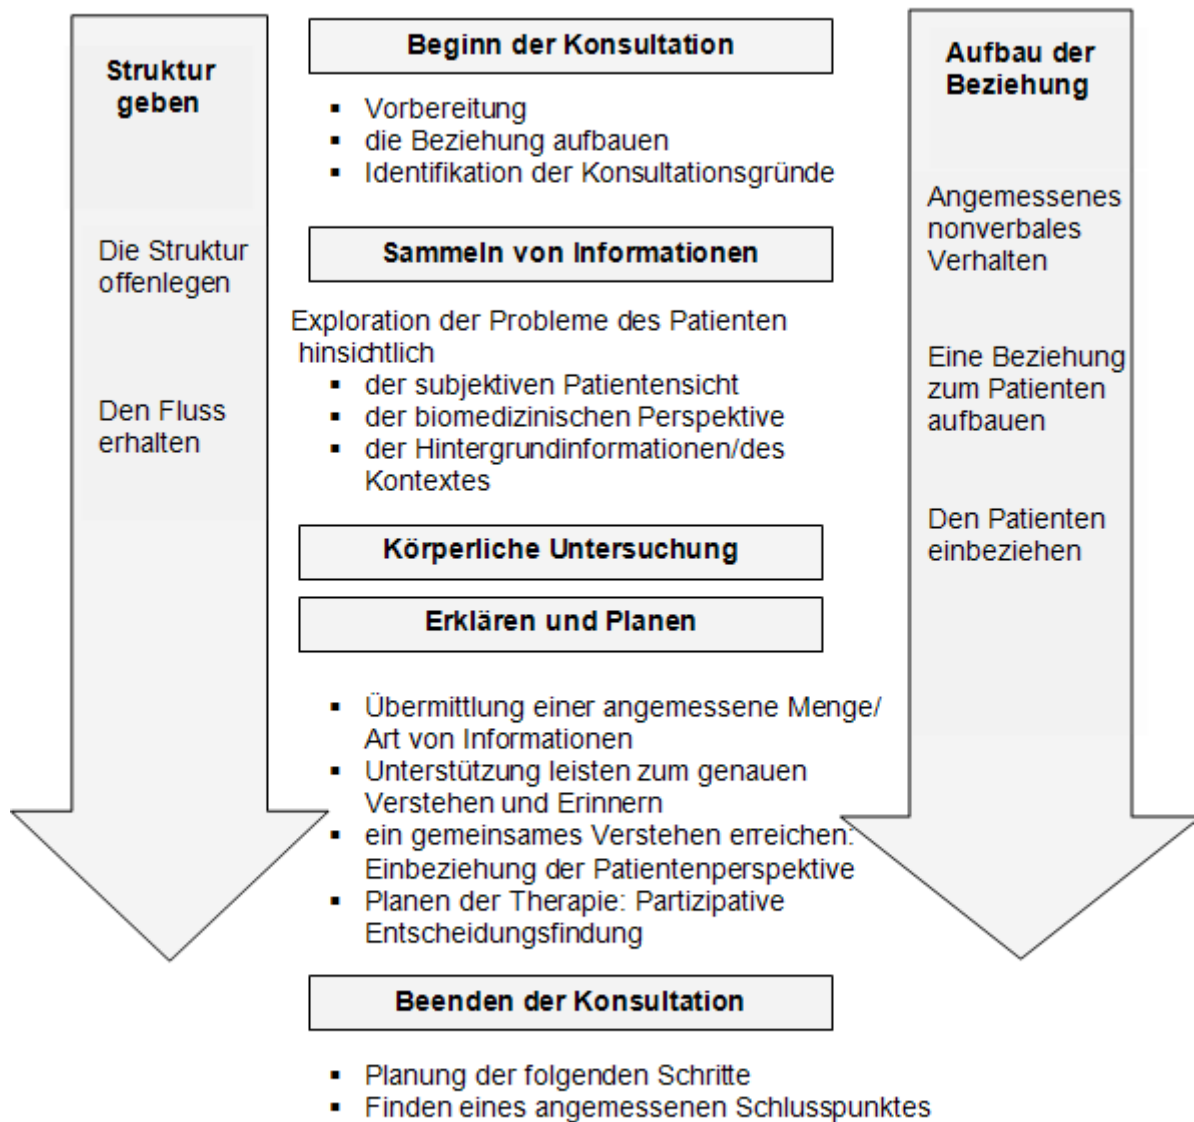 Struktur
geben
Die Struktur
offenlegen
Den Fluss
erhalten
Beginn der Konsultation
▪ Vorbereitung
▪ die Beziehung aufbauen
▪ Identifikation der Konsultationsgründe
Sammeln von Informationen
Exploration der Probleme des Patienten
hinsichtlich
▪ der subjektiven Patientensicht
▪ der biomedizinischen Perspektive
▪ der Hintergrundinformationen/des
Kontextes
Körperliche Untersuchung
Erklären und Planen
▪ Übermittlung einer angemessene Menge/
Art von Informationen
▪ Unterstützung leisten zum genauen
Verstehen und Erinnern
▪ ein gemeinsames Verstehen erreichen:
Einbeziehung der Patientenperspektive
▪ Planen der Therapie: Partizipative
Entscheidungsfindung
Beenden der Konsultation
▪ Planung der folgenden Schritte
▪ Finden eines angemessenen Schlusspunktes
Aufbau der
Beziehung
Angemessenes
nonverbales
Verhalten
Eine Beziehung
zum Patienten
aufbauen
Den Patienten
einbeziehen